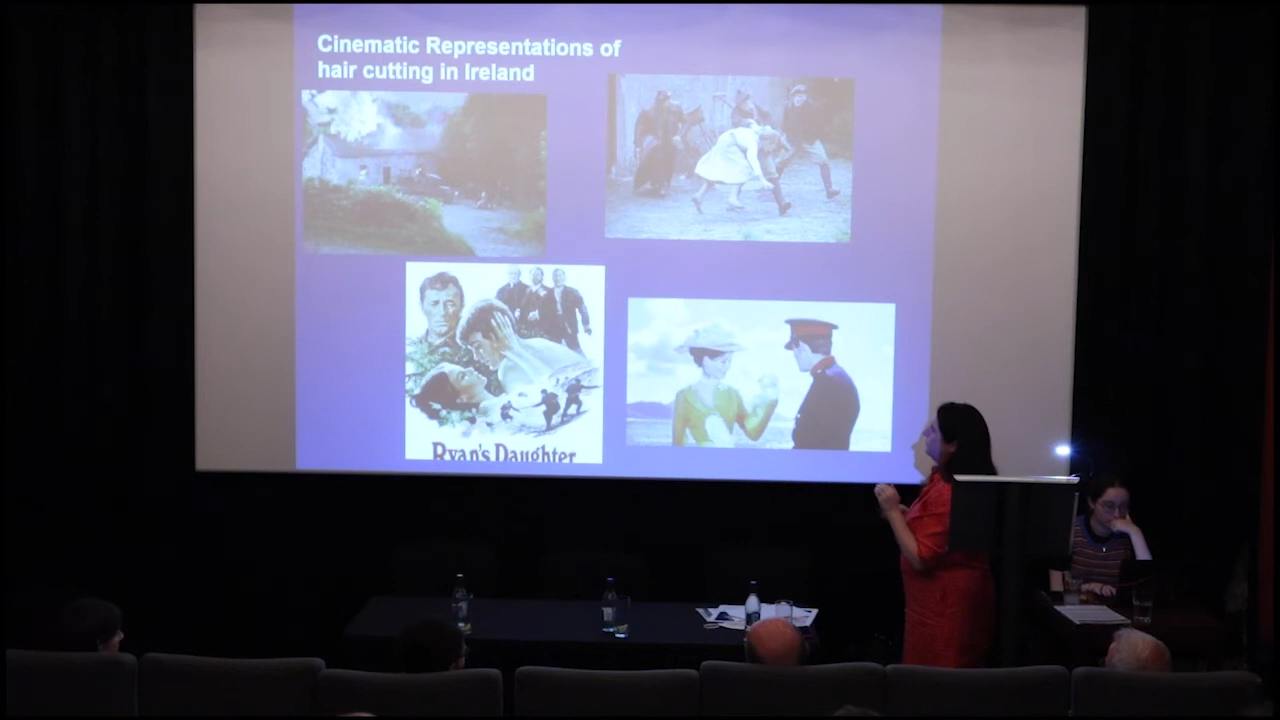 Cinematic Representations of
hair cutting in Ireland
Ryan's Daughter